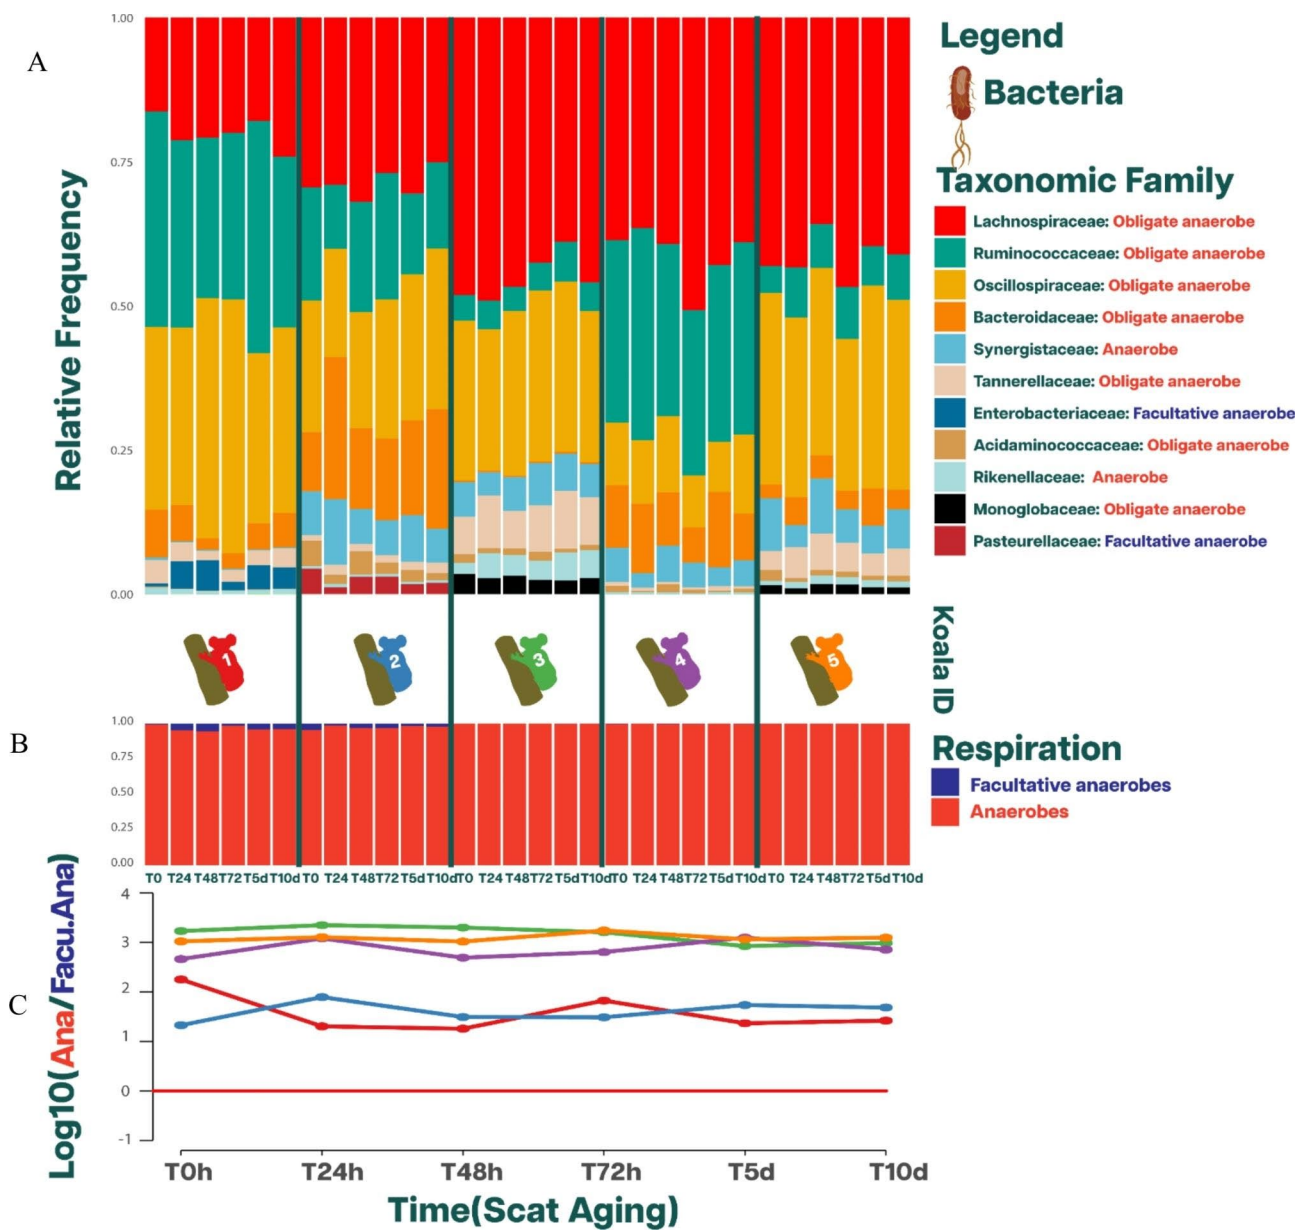 A
1.00
0.75
0.50
0.25
0.00
Relative Frequency
Legend
Bacteria
Taxonomic Family
Lachnospiraceae: Obligate anaerobe
Ruminococcaceae: Obligate anaerobe
Oscillospiraceae: Obligate anaerobe
Bacteroidaceae: Obligate anaerobe
Synergistaceae: Anaerobe
Tannerellaceae: Obligate anaerobe
Enterobacteriaceae: Facultative anaerobe
Acidaminococcaceae: Obligate anaerobe
Rikenellaceae: Anaerobe
Monoglobaceae: Obligate anaerobe
Pasteurellaceae: Facultative anaerobe
1
2
3
4
5
Koala ID
B
1.00
0.75
0.50
0.25
0.00
Respiration
Facultative anaerobes
Anaerobes
T0 T24 T48 T72 T5d T10d T0 T24 T48 T72 T5d T10d T0 T24 T48 T72 T5d T10d T0 T24 T48 T72 T5d T10d T0 T24 T48 T72 T5d T10d
C
Log10(Ana/Facu.Ana)
4
3
2
1
0
-1
T0h T24h T48h T72h T5d T10d
Time(Scat Aging)